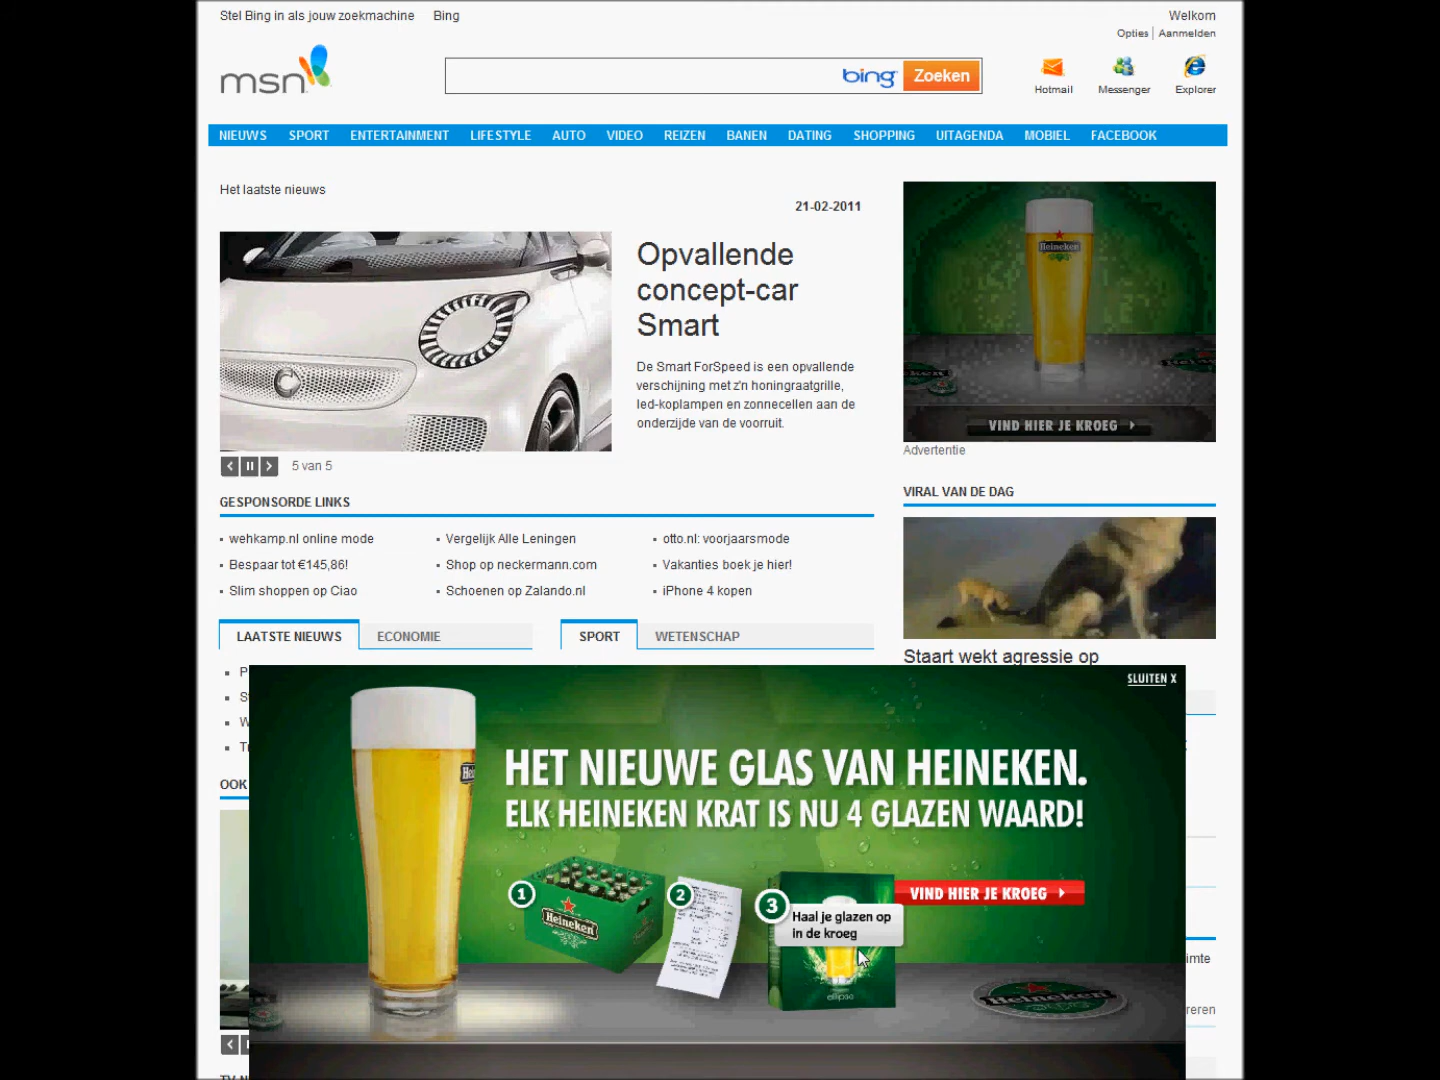 Stel Bing in als jouw zoekmachine Bing
Welkom
Opties Aanmelden
msn
bing Zoeken
Hotmail Messenger Explorer
NIEUWS SPORT ENTERTAINMENT LIFESTYLE AUTO VIDEO REIZEN BANEN DATING SHOPPING UITAGENDA MOBIEL FACEBOOK
Het laatste nieuws
21-02-2011
Opvallende
concept-car
Smart
De Smart ForSpeed is een opvallende
verschijning met z'n honingraatgrille,
led-koplampen en zonnecellen aan de
onderzijde van de voorruit.
5 van 5
Heineken
VIND HIER JE KROEG
Advertentie
GESPONSORDE LINKS
wehkamp.nl online mode
Vergelijk Alle Leningen
otto.nl: voorjaarsmode
Bespaar tot €145,86!
Shop op neckermann.com
Vakanties boek je hier!
Slim shoppen op Ciao
Schoenen op Zalando.nl
iPhone 4 kopen
VIRAL VAN DE DAG
Staart wekt agressie op
LAATSTE NIEUWS ECONOMIE
SPORT WETENSCHAP
OOK
SLUITEN X
HET NIEUWE GLAS VAN HEINEKEN.
ELK HEINEKEN KRAT IS NU 4 GLAZEN WAARD!
1
Heineken
2
3
Haal je glazen op
in de kroeg
ellipse
VIND HIER JE KROEG
Heineken